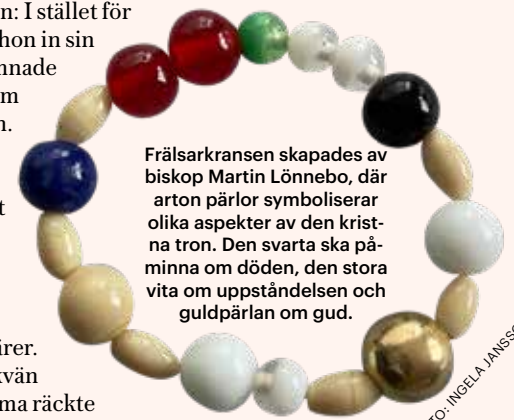 n: I stället för
hon in sin
nnade
m
n.
t
Frälsarkransen skapades av
biskop Martin Lönnebo, där
arton pärlor symboliserar
olika aspekter av den krist-
na tron. Den svarta ska på-
minna om döden, den stora
vita om uppståndelsen och
guldpärlan om gud.
irer.
kvän
ma räckte
TO: INGELA JANSSO